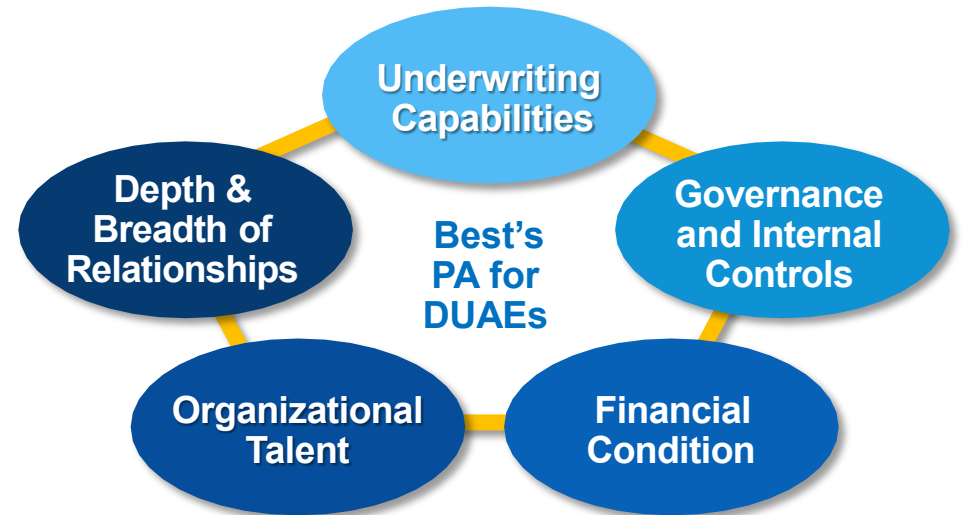 Underwriting
Capabilities
Depth &
Breadth of
Relationships
Governance
and Internal
Controls
Best's
PA for
DUAEs
Organizational
Talent
Financial
Condition